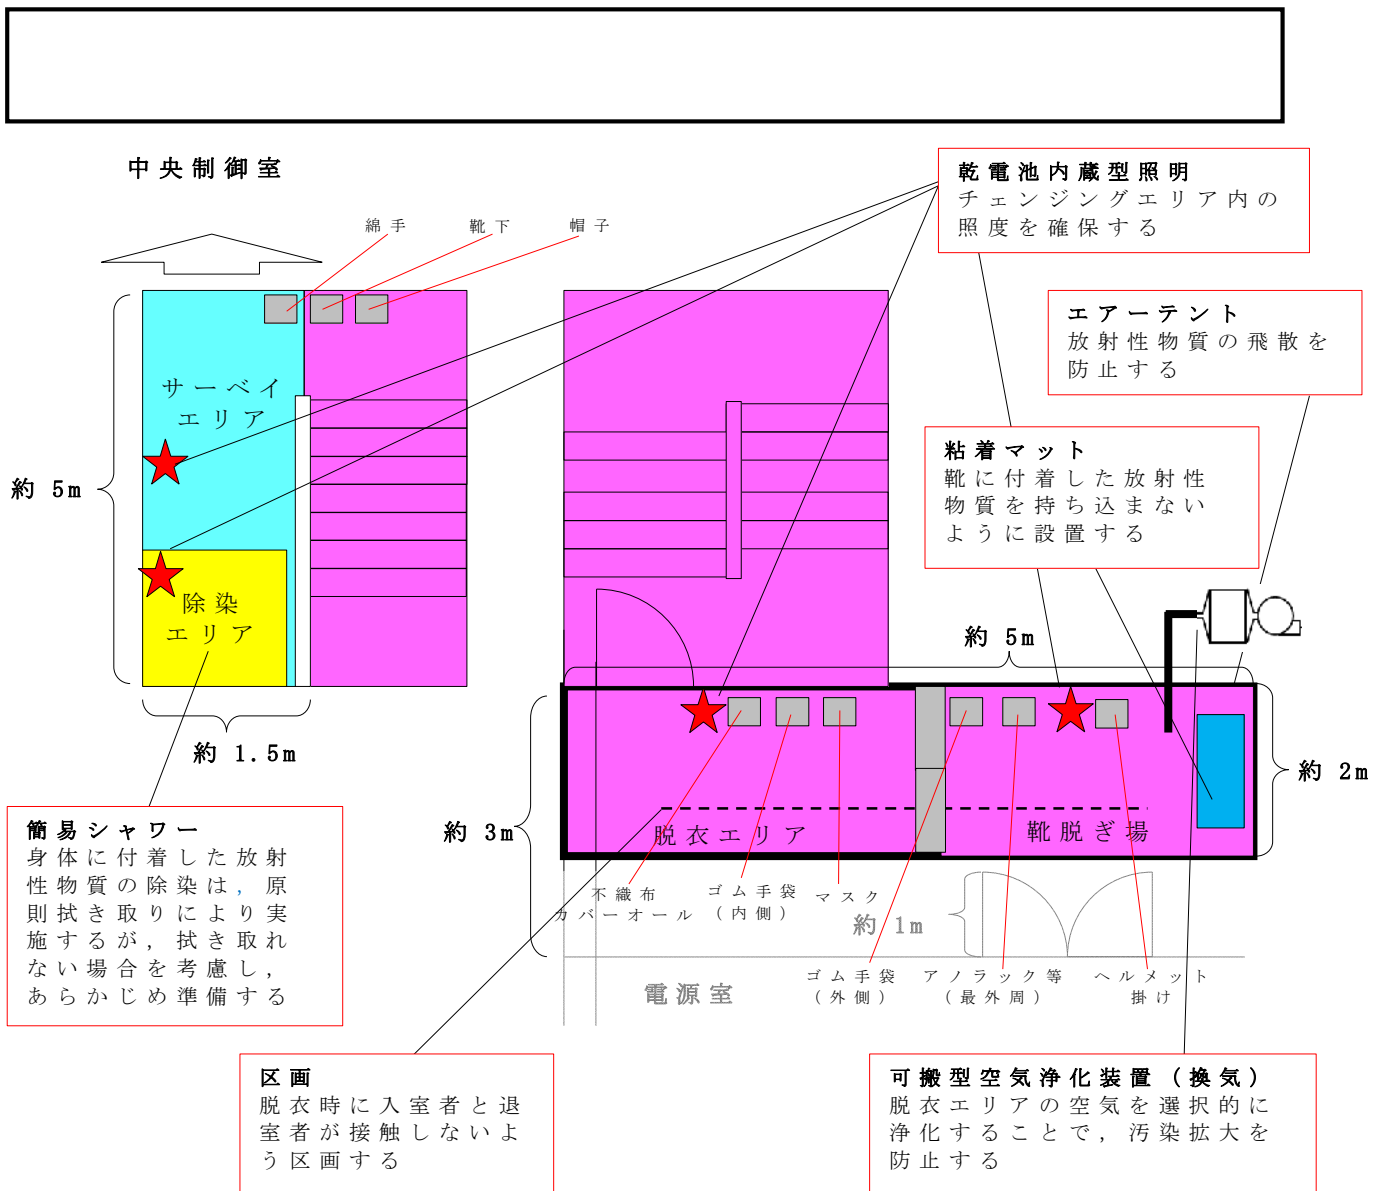 中央制御室
綿手
靴下
帽子
乾電池内蔵型照明
チェンジングエリア内の
照度を確保する
エアーテント
放射性物質の飛散を
防止する
サーベイ
エリア
粘着マット
靴に付着した放射性
物質を持ち込まない
ように設置する
約 5m
除染
エリア
約 5m
約 1.5m
約 2m
約 3m
脱衣エリア
靴脱ぎ場
簡易シャワー
身体に付着した放射
性物質の除染は，原
則拭き取りにより実
施するが，拭き取れ
ない場合を考慮し，
あらかじめ準備する
不織布
カバーオール
ゴム手袋
（内側）
マスク
約 1m
ゴム手袋
（外側）
アノラック等
（最外周）
ヘルメット
掛け
電源室
区画
脱衣時に入室者と退
室者が接触しないよ
う区画する
可搬型空気浄化装置（換気）
脱衣エリアの空気を選択的に
浄化することで，汚染拡大を
防止する